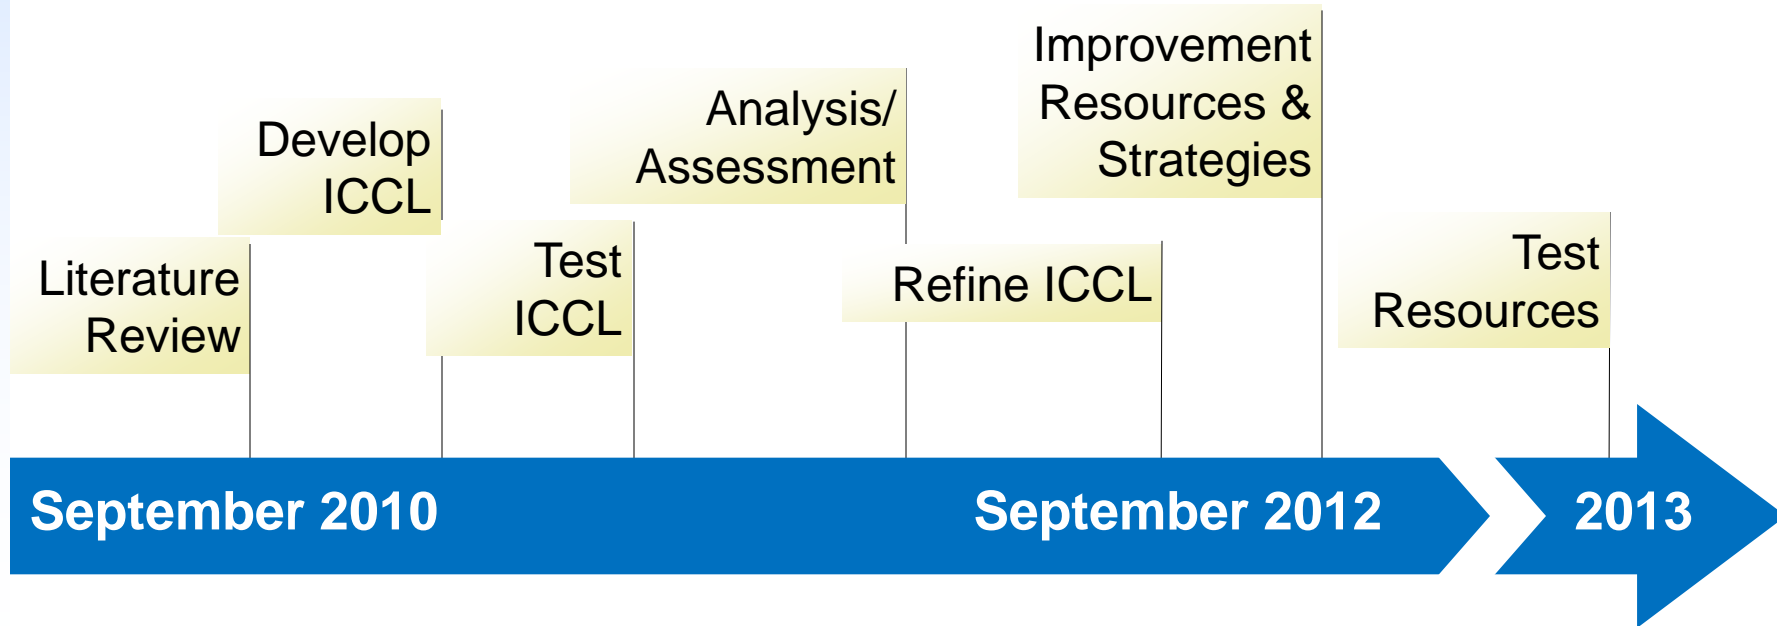 Literature
Review
Develop
ICCL
Test
ICCL
Analysis/
Assessment
Refine ICCL
Improvement
Resources &
Strategies
Test
Resources
September 2010
September 2012
2013